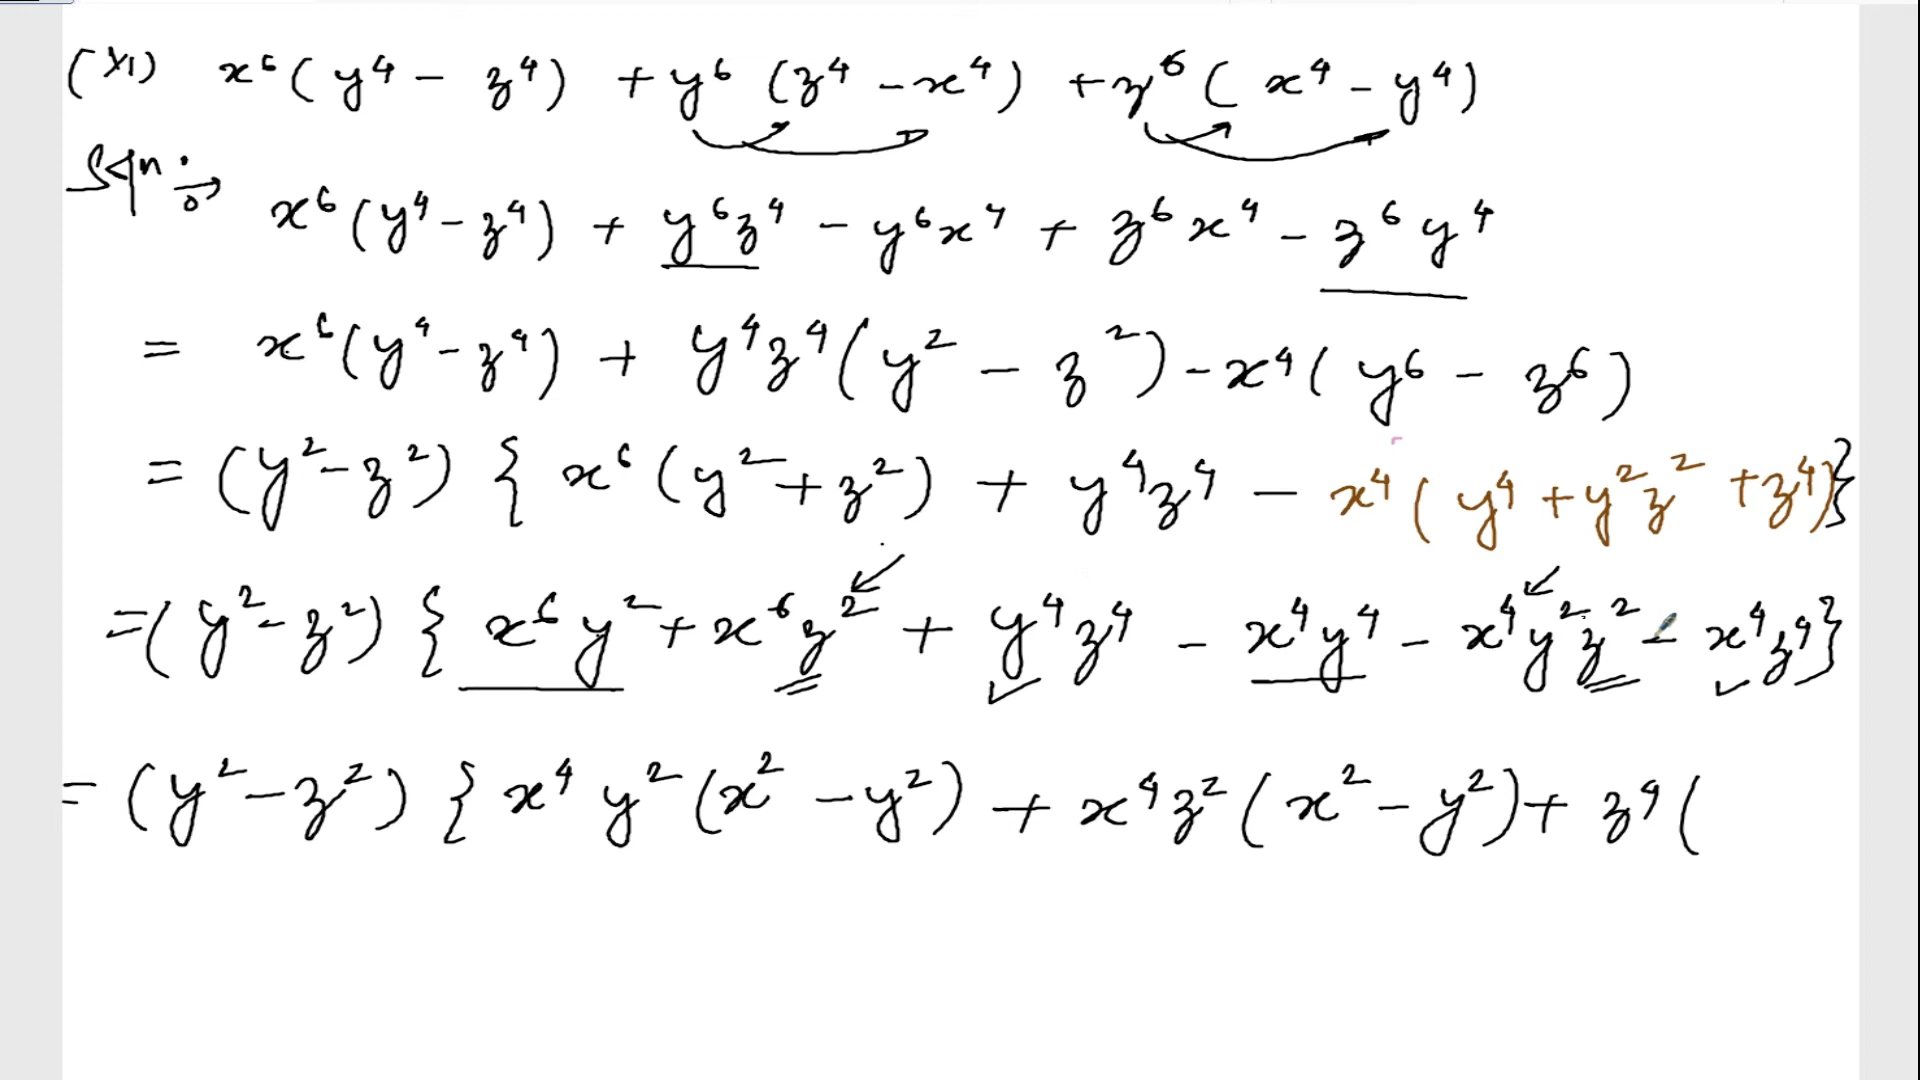 (xi) x⁶(y⁴ - z⁴) + y⁶(z⁴ - x⁴) + z⁶(x⁴ - y⁴)
Sqn:→
x⁶(y⁴ - z⁴) + y⁶z⁴ - y⁶x⁴ + z⁶x⁴ - z⁶y⁴
= x⁶(y⁴ - z⁴) + y⁴z⁴(y² - z²) - x⁴(y⁶ - z⁶)
= (y² - z²) { x⁶(y² + z²) + y⁴z⁴ - x⁴(y⁴ + y²z² + z⁴)}
= (y² - z²) { x⁶y² + x⁶z² + y⁴z⁴ - x⁴y⁴ - x⁴y²z² - x⁴z⁴}
= (y² - z²) { x⁴y²(x² - y²) + x⁴z²(x² - y²) + z⁴(